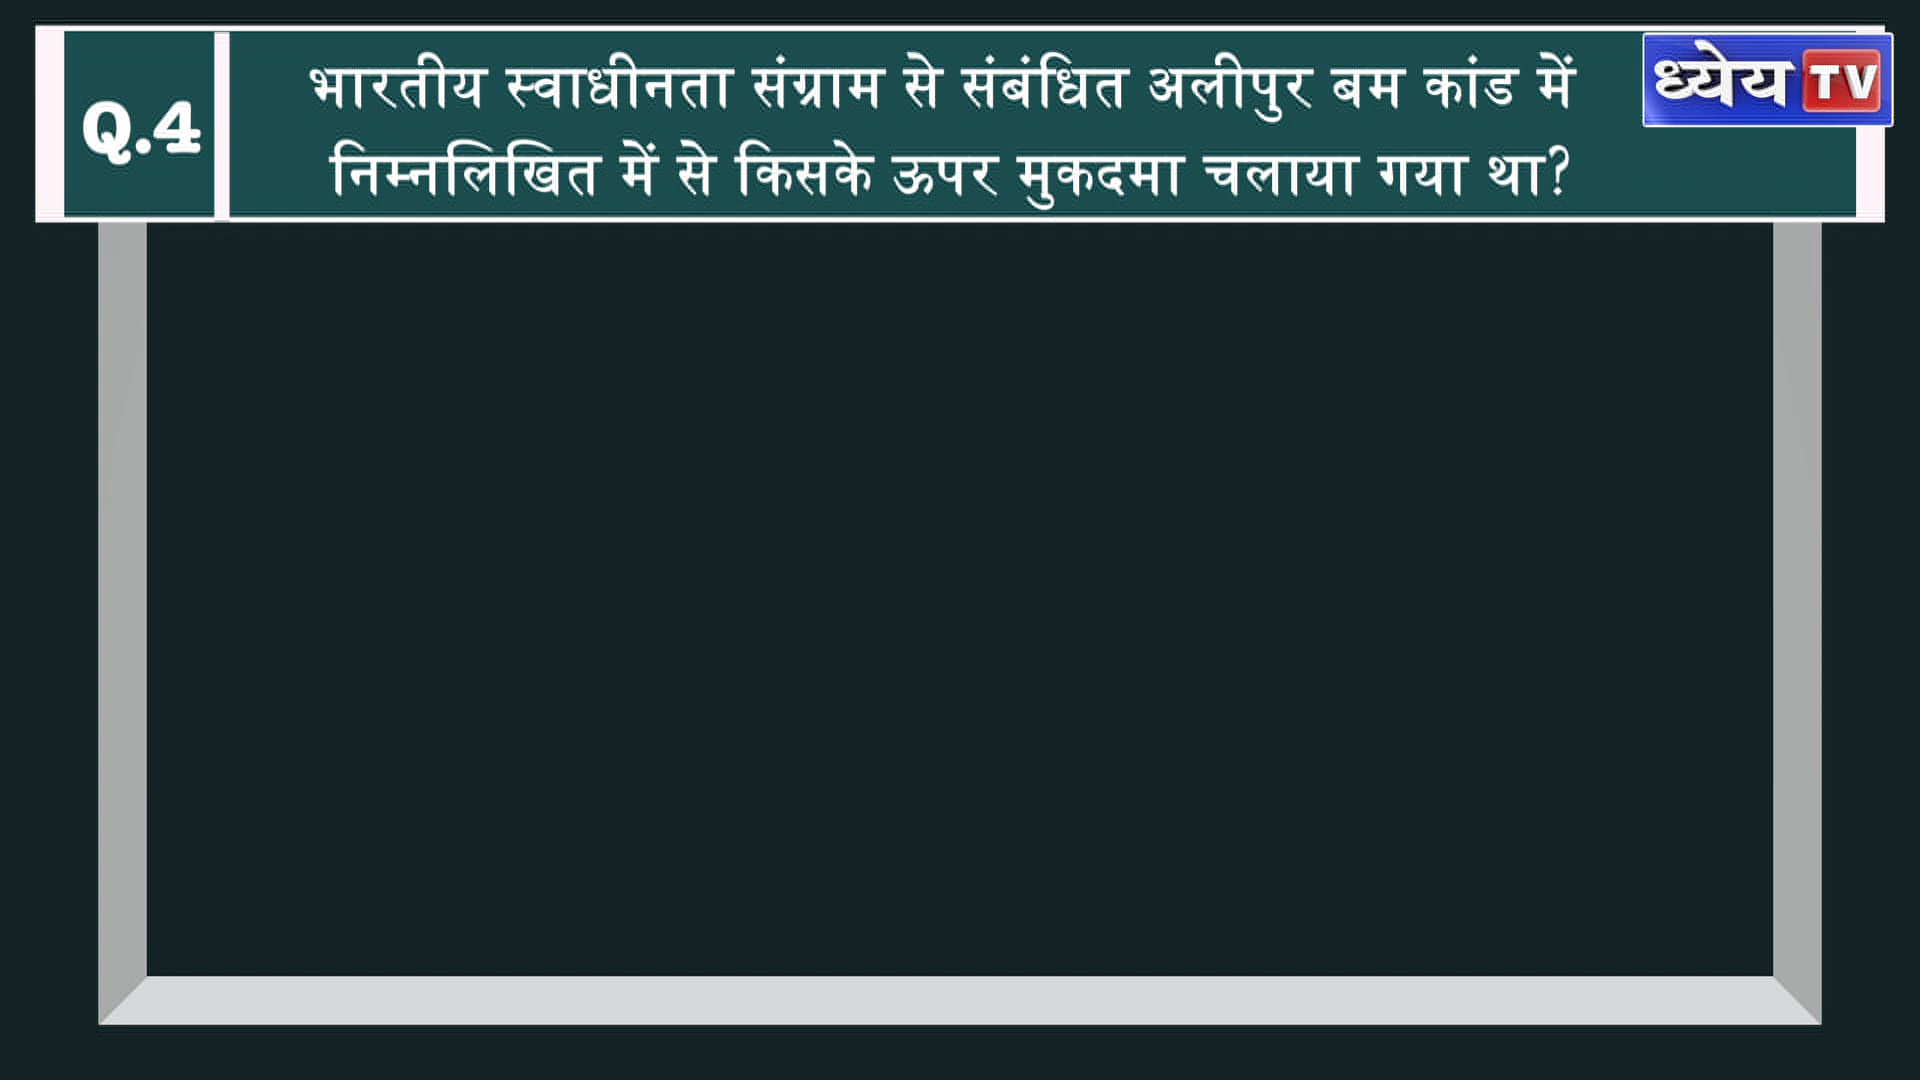 Q.4
भारतीय स्वाधीनता संग्राम से संबंधित अलीपुर बम कांड में
निम्नलिखित में से किसके ऊपर मुकदमा चलाया गया था?
ध्येय TV